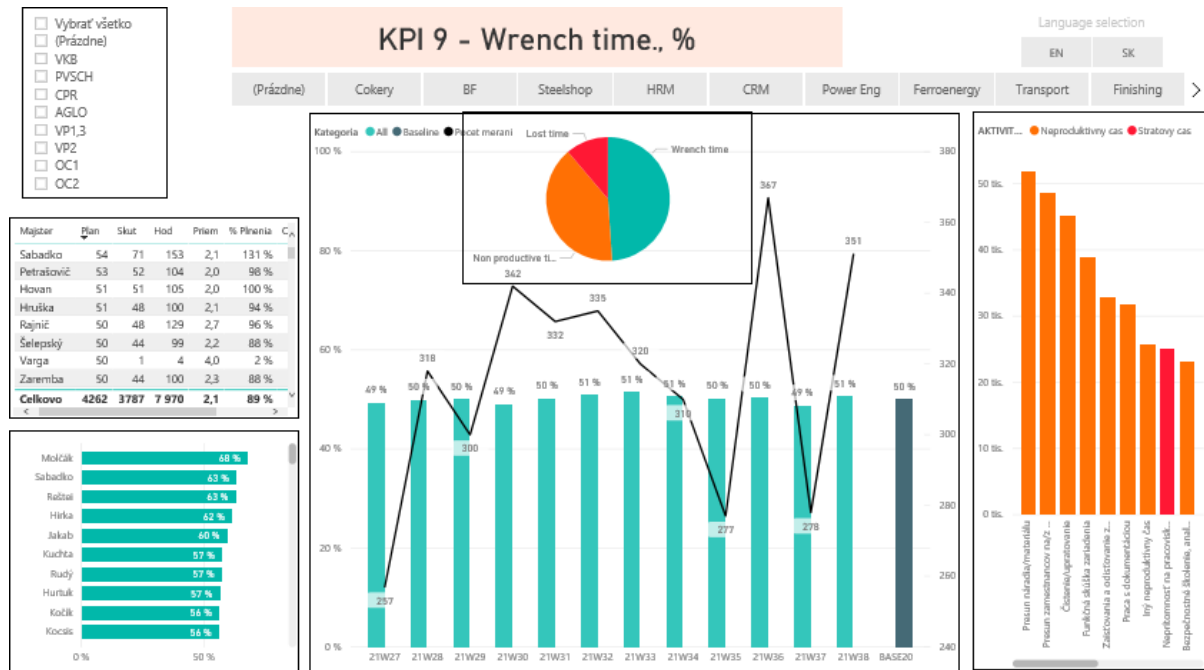 Vybrať všetko
(Prázdne)
VKB
PVSCH
CPR
AGLO
VP1,3
VP2
OC1
OC2
KPI 9 - Wrench time., %
Language selection
EN SK
(Prázdne) Cokery BF Steelshop HRM CRM Power Eng Ferroenergy Transport Finishing
Majster Plan Skut Hod Priem % Plnenia C
Sabadko 54 71 153 2,1 131 %
Petrašovič 53 52 104 2,0 98 %
Hovan 51 51 105 2,0 100 %
Hruška 51 48 100 2,1 94 %
Rajnič 50 48 129 2,7 96 %
Šelepský 50 44 99 2,2 88 %
Varga 50 1 4 4,0 2 %
Zaremba 50 44 100 2,3 88 %
Celkovo 4262 3787 7 970 2,1 89 %
Molčák 68 %
Sabadko 63 %
Reštei 63 %
Hirka 62 %
Jakab 60 %
Kuchta 57 %
Rudý 57 %
Hurtuk 57 %
Kočík 56 %
Kocsis 56 %
0 % 50 %
Kategoria All Baseline Pocet merani
Lost time
Wrench time
Non productive ti...
100 % 380
360
80 % 340
60 % 320
40 % 300
280
20 % 260
0 % 240
257 318 300 342 332 335 320 310 277 367 278 351
49 % 50 % 50 % 49 % 50 % 51 % 51 % 51 % 50 % 50 % 49 % 51 % 50 %
21W27 21W28 21W29 21W30 21W31 21W32 21W33 21W34 21W35 21W36 21W37 21W38 BASE20
AKTIVIT... Neproduktivny cas Stratovy cas
50 tis.
40 tis.
30 tis.
20 tis.
10 tis.
0 tis.
Presun náradia/materiálu
Presun zamestnancov na/z ...
Čistenie/upratovanie
Funkčná skúška zariadenia
Zaisťovania a odisťovanie z...
Praca s dokumentáciou
Iný neproduktívny čas
Neprítomnosť na pracovisk...
Bezpečnostné školenie, anal...